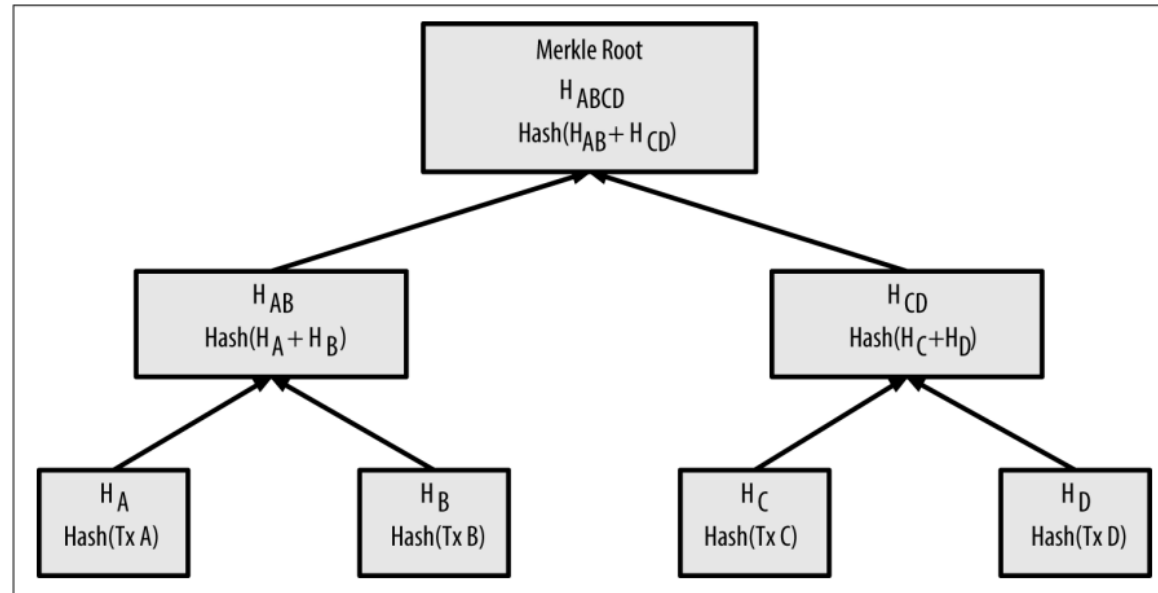 Merkle Root
H ABCD
Hash(H AB + H CD)
H AB
Hash(H A + H B)
H CD
Hash(H C+H D)
H A
Hash(Tx A)
H B
Hash(Tx B)
H C
Hash(Tx C)
H D
Hash(Tx D)